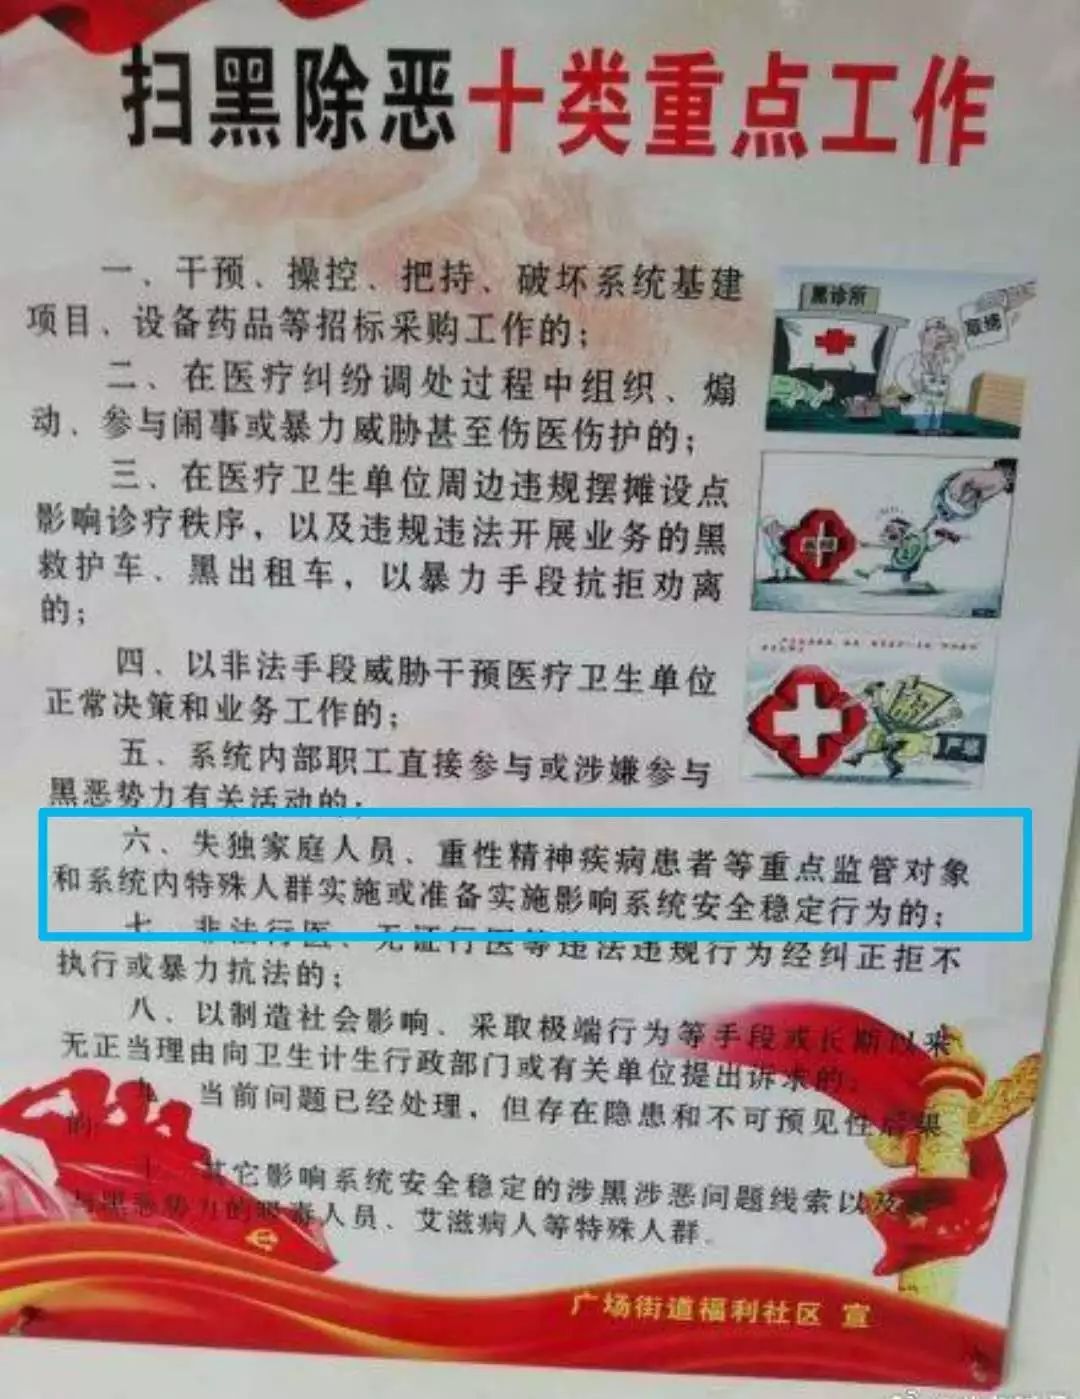 扫黑除恶十类重点工作
一、干预、操控、把持、破坏系统基建
项目、设备药品等招标采购工作的；
二、在医疗纠纷调处过程中组织、煽
动、参与闹事或暴力威胁甚至伤医伤护的；
三、在医疗卫生单位周边违规摆摊设点
影响诊疗秩序，以及违规违法开展业务的黑
救护车、黑出租车，以暴力手段抗拒劝离
的；
四、以非法手段威胁干预医疗卫生单位
正常决策和业务工作的；
五、系统内部职工直接参与或涉嫌参与
黑恶势力有关活动的；
六、失独家庭人员、重性精神疾病患者等重点监管对象
和系统内特殊人群实施或准备实施影响系统安全稳定行为的；
七、非法行医、无证行医等违法违规行为经纠正拒不
执行或暴力抗法的；
八、以制造社会影响、采取极端行为等手段或长期以来
无正当理由向卫生计生行政部门或有关单位提出诉求的；
九、当前问题已经处理，但存在隐患和不可预见性后果
的
十、其它影响系统安全稳定的涉黑涉恶问题线索以及
与黑恶势力的吸毒人员、艾滋病人等特殊人群.
黑诊所
取缔
广场街道福利社区 宣